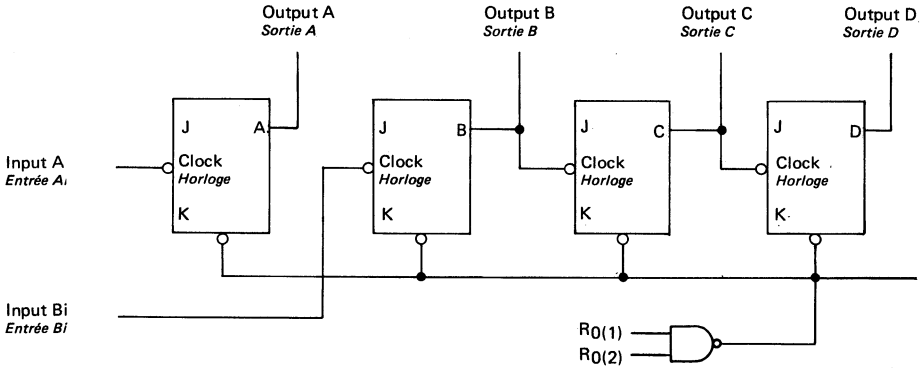 Output A
Sortie A
Output B
Sortie B
Output C
Sortie C
Output D
Sortie D
J
A
Clock
Horloge
K
J
B
Clock
Horloge
K
J
C
Clock
Horloge
K
J
D
Clock
Horloge
K
Input A
Entrée Ai
Input Bi
Entrée Bi
R0(1)
R0(2)